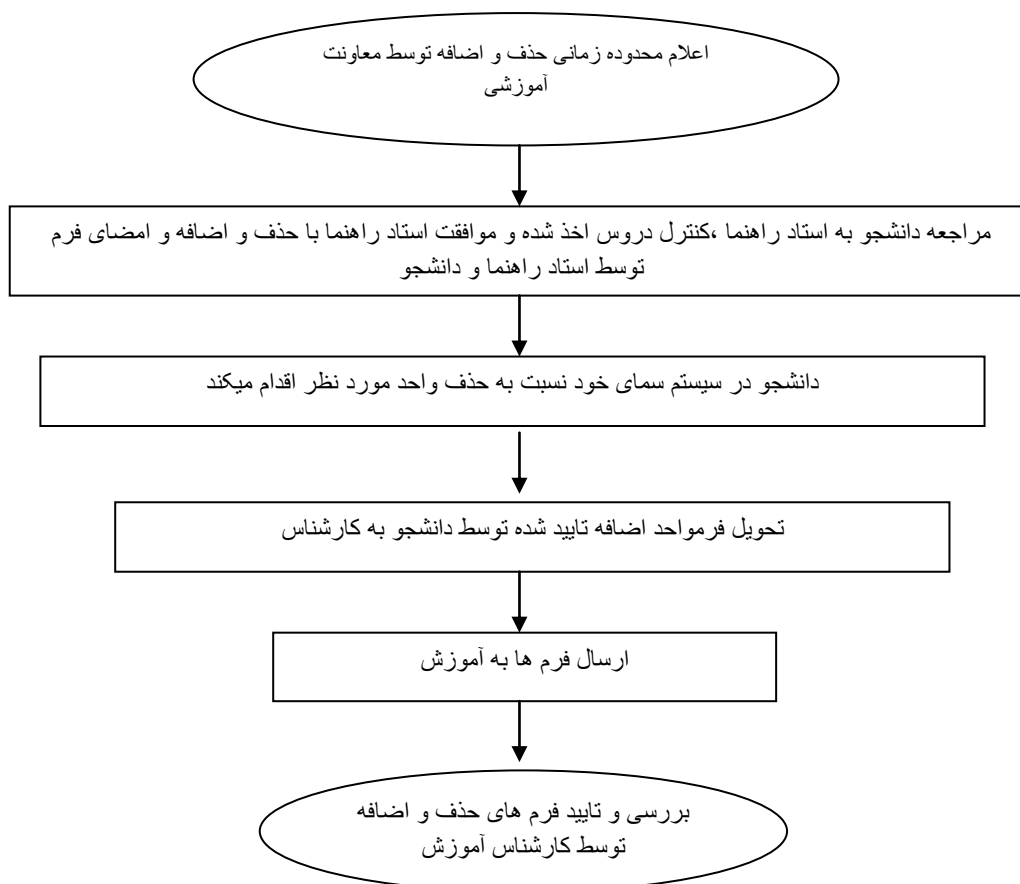 اعلام محدوده زمانی حذف و اضافه توسط معاونت
آموزشی
مراجعه دانشجو به استاد راهنما ،کنترل دروس اخذ شده و موافقت استاد راهنما با حذف و اضافه و امضای فرم
توسط استاد راهنما و دانشجو
دانشجو در سیستم سمای خود نسبت به حذف واحد مورد نظر اقدام میکند
تحویل فرمواحد اضافه تایید شده توسط دانشجو به کارشناس
ارسال فرم ها به آموزش
بررسی و تایید فرم های حذف و اضافه
توسط کارشناس آموزش